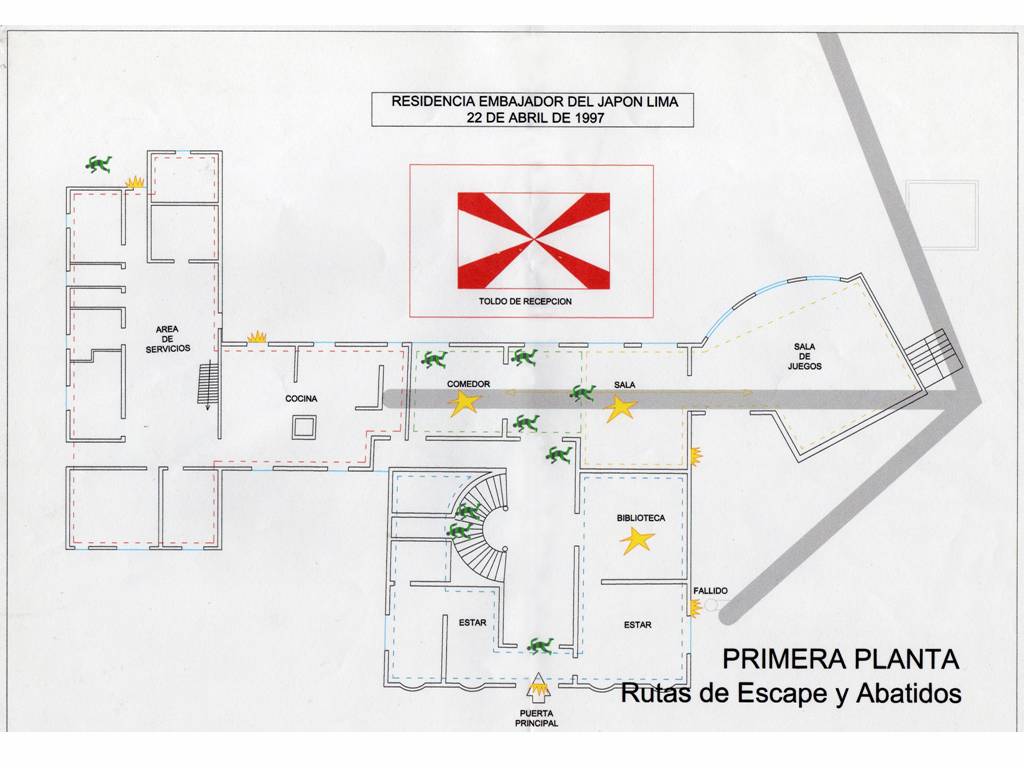 RESIDENCIA EMBAJADOR DEL JAPON LIMA
22 DE ABRIL DE 1997
TOLDO DE RECEPCION
AREA
DE
SERVICIOS
SALA
DE
JUEGOS
COMEDOR
SALA
COCINA
BIBLIOTECA
FALLIDO
ESTAR
ESTAR
PRIMERA PLANTA
Rutas de Escape y Abatidos
PUERTA
PRINCIPAL